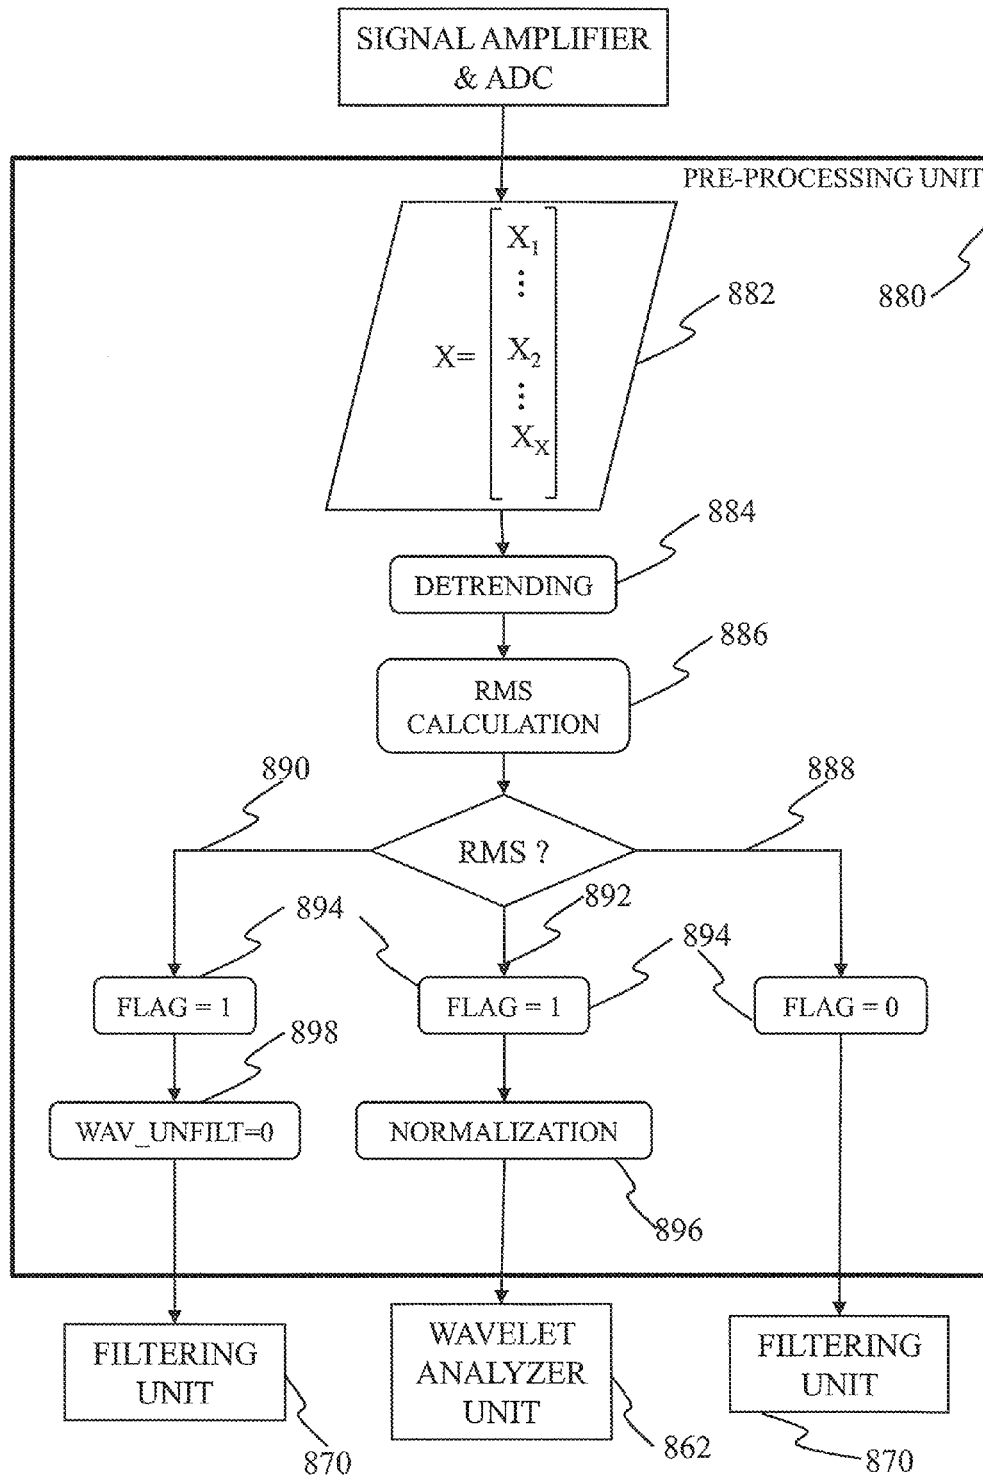 SIGNAL AMPLIFIER
& ADC
PRE-PROCESSING UNIT
880
882
X=
X1
⋮
X2
⋮
XX
884
DETRENDING
886
RMS
CALCULATION
890
888
RMS ?
892
894
894
FLAG = 1
FLAG = 1
FLAG = 0
898
WAV_UNFILT=0
NORMALIZATION
896
FILTERING
UNIT
870
WAVELET
ANALYZER
UNIT
862
FILTERING
UNIT
870